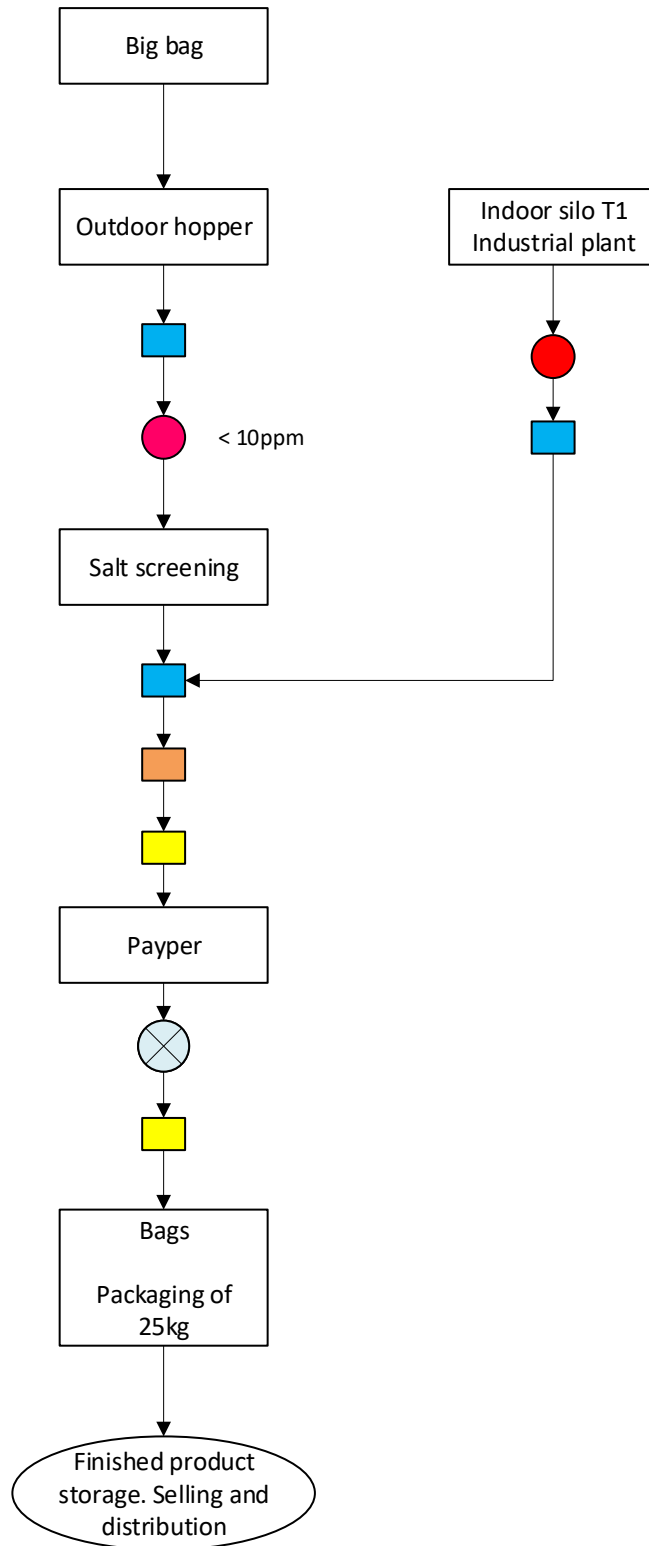 Big bag
Outdoor hopper
Indoor silo T1
Industrial plant
< 10ppm
Salt screening
Payper
Bags
Packaging of
25kg
Finished product
storage. Selling and
distribution